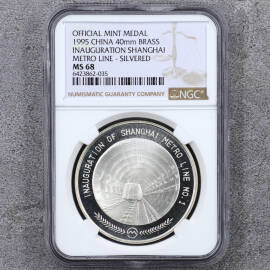 OFFICIAL MINT MEDAL
1995 CHINA 40mm BRASS
INAUGURATION SHANGHAI
METRO LINE - SILVERED
MS 68
6423862-035
NUMISMATIC GUARANTY COMPANY
NGC
INAUGURATION OF SHANGHAI METRO LINE NO.1